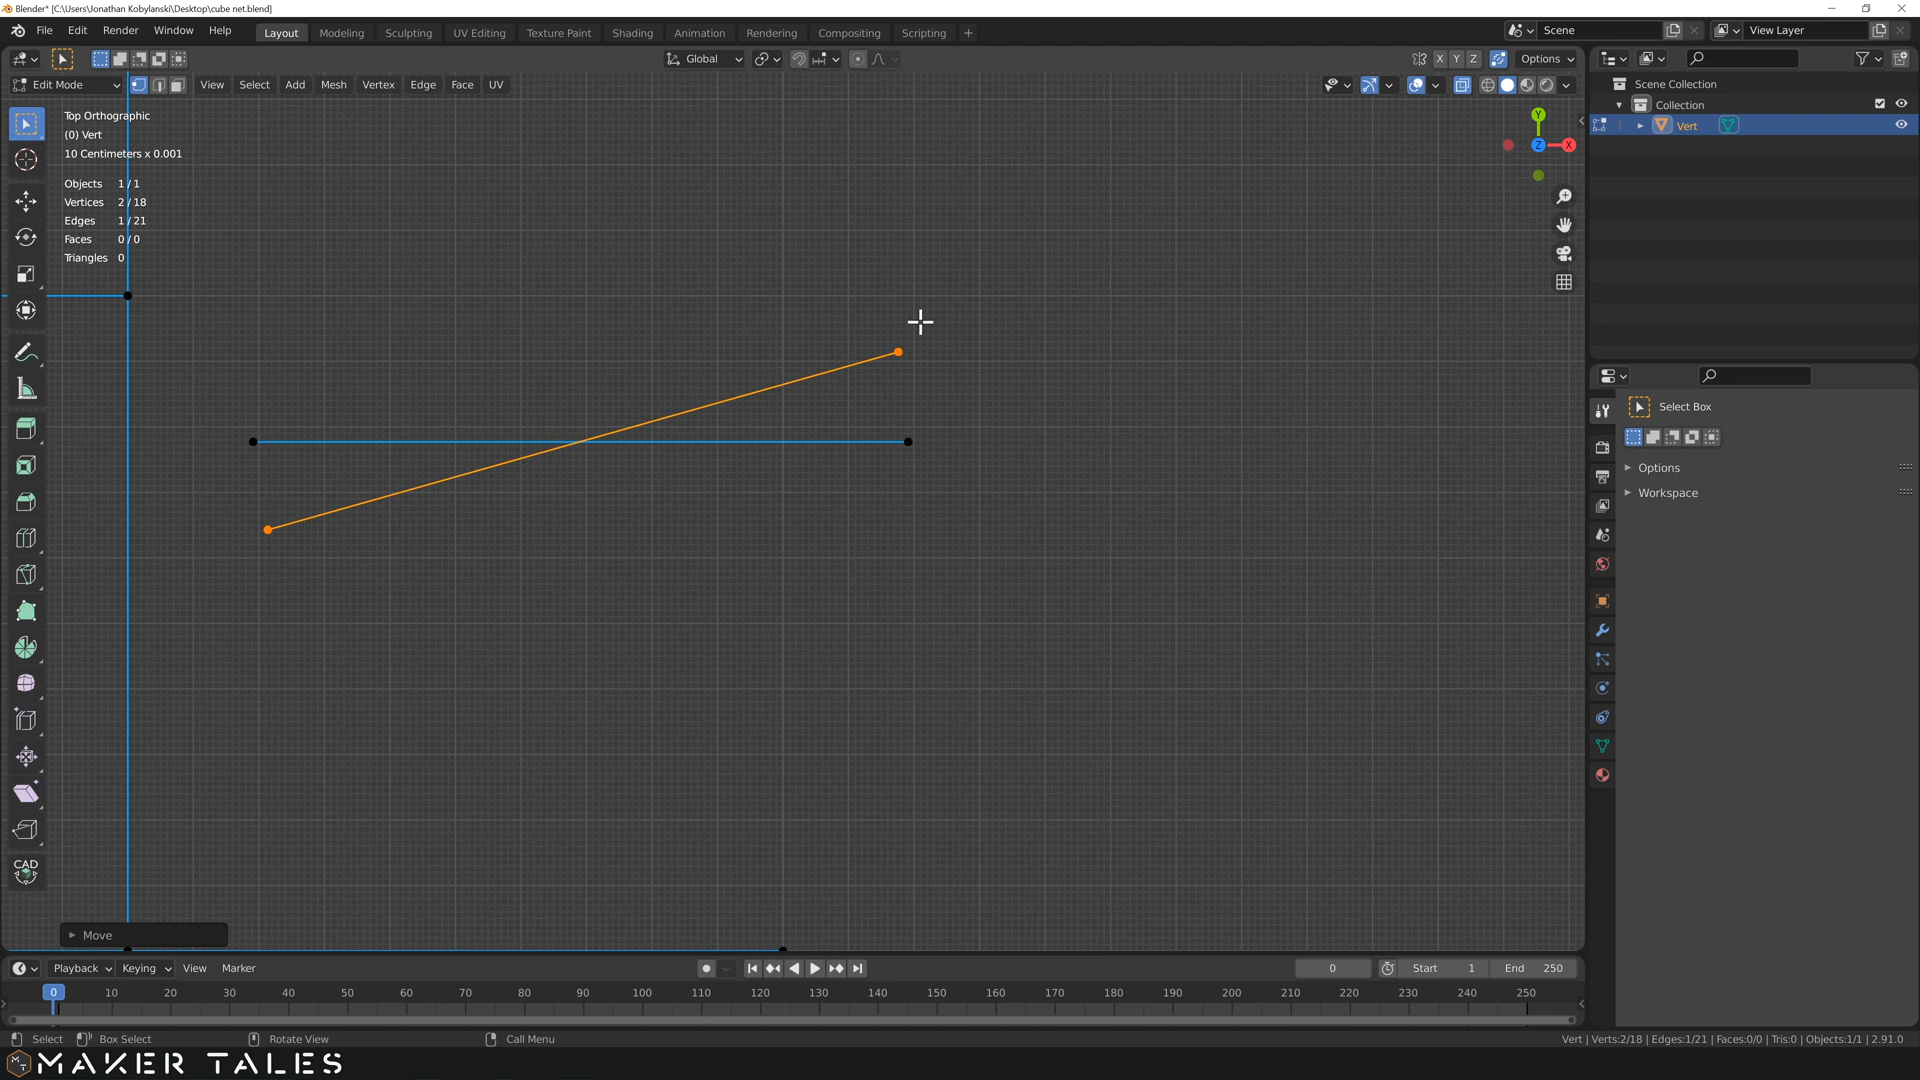 Blender* [C:\Users\Jonathan Kobylanski\Desktop\cube net.blend]
File Edit Render Window Help
Layout Modeling Sculpting UV Editing Texture Paint Shading Animation Rendering Compositing Scripting +
Scene
View Layer
Global
X Y Z
Options
Edit Mode
View Select Add Mesh Vertex Edge Face UV
Scene Collection
Collection
Vert
Top Orthographic
(0) Vert
10 Centimeters x 0.001
Objects 1/1
Vertices 2/18
Edges 1/21
Faces 0/0
Triangles 0
Y
Z X
Select Box
Options
Workspace
CAD
Move
Playback Keying View Marker
0
Start 1
End 250
0 10 20 30 40 50 60 70 80 90 100 110 120 130 140 150 160 170 180 190 200 210 220 230 240 250
Select Box Select Rotate View Call Menu
Vert | Verts:2/18 | Edges:1/21 | Faces:0/0 | Tris:0 | Objects:1/1 | 2.91.0
MT MAKER TALES